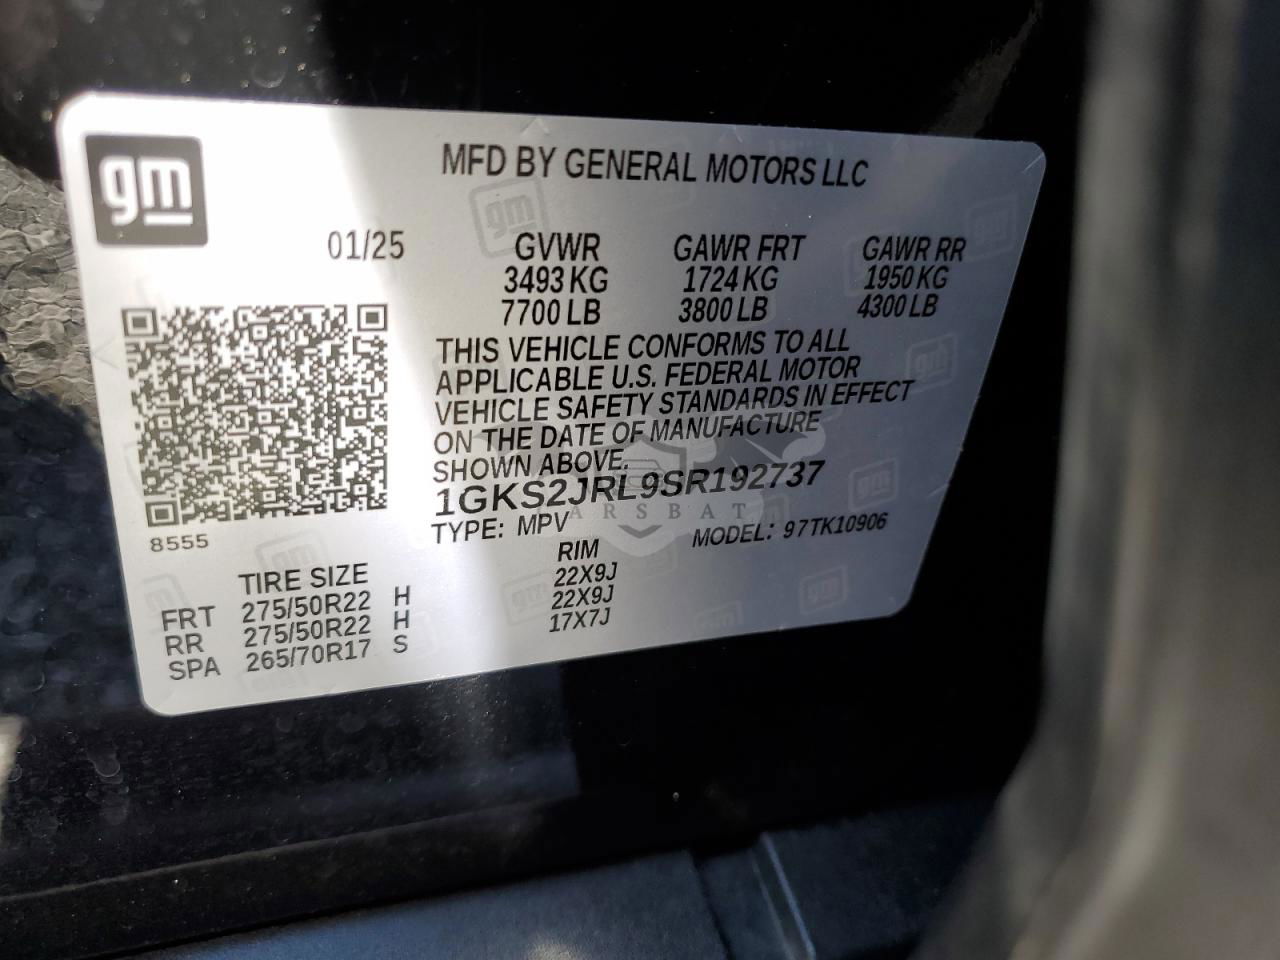 gm
MFD BY GENERAL MOTORS LLC
01/25 GVWR GAWR FRT GAWR RR
3493 KG 1724 KG 1950 KG
7700 LB 3800 LB 4300 LB
THIS VEHICLE CONFORMS TO ALL
APPLICABLE U.S. FEDERAL MOTOR
VEHICLE SAFETY STANDARDS IN EFFECT
ON THE DATE OF MANUFACTURE
SHOWN ABOVE.
1GKS2JRL9SR192737
TYPE: MPV MODEL: 97TK10906
8555
TIRE SIZE RIM
FRT 275/50R22 H 22X9J
RR 275/50R22 H 22X9J
SPA 265/70R17 S 17X7J